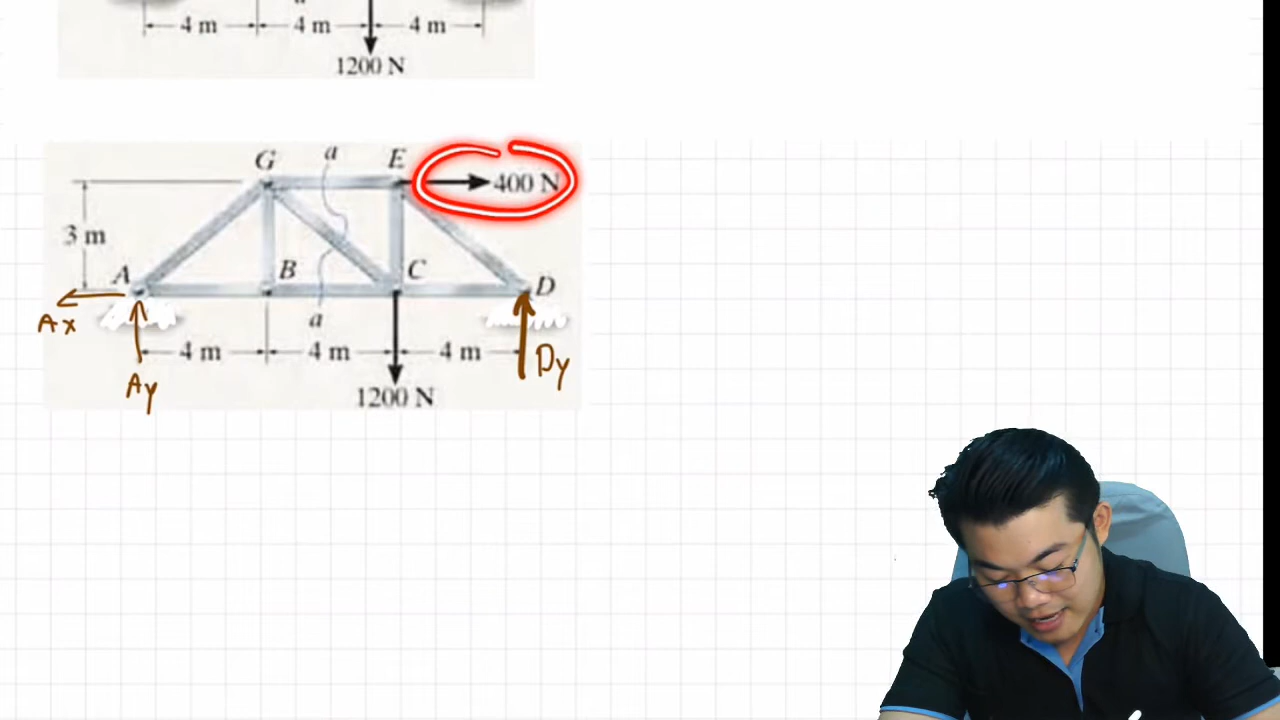 4 m 4 m 4 m
1200 N
G a E
400 N
3 m
A B C D
Ax
a
4 m 4 m 4 m
Dy
Ay
1200 N